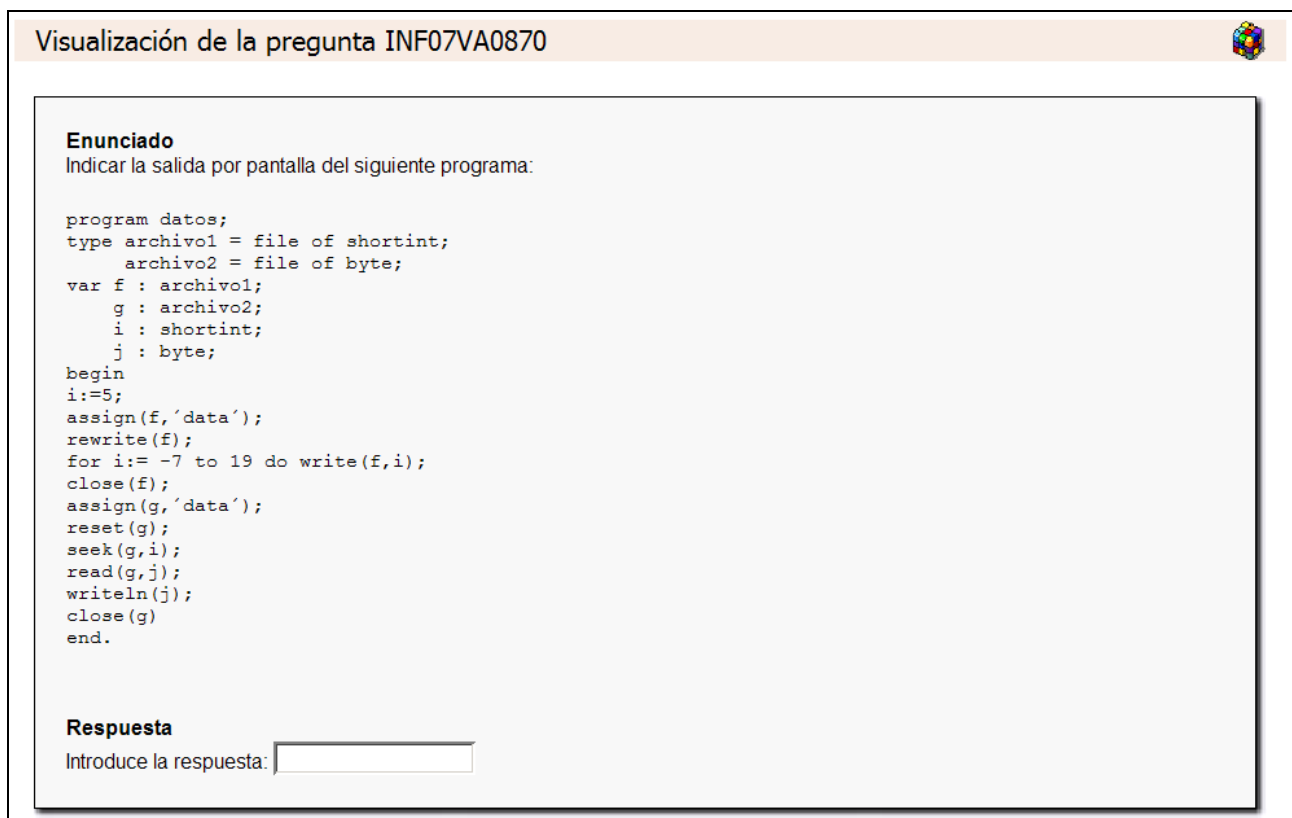 Visualización de la pregunta INF07VA0870
Enunciado
Indicar la salida por pantalla del siguiente programa:
program datos;
type archivo1 = file of shortint;
     archivo2 = file of byte;
var f : archivo1;
    g : archivo2;
    i : shortint;
    j : byte;
begin
i:=5;
assign(f,´data´);
rewrite(f);
for i:= -7 to 19 do write(f,i);
close(f);
assign(g,´data´);
reset(g);
seek(g,i);
read(g,j);
writeln(j);
close(g)
end.
Respuesta
Introduce la respuesta: